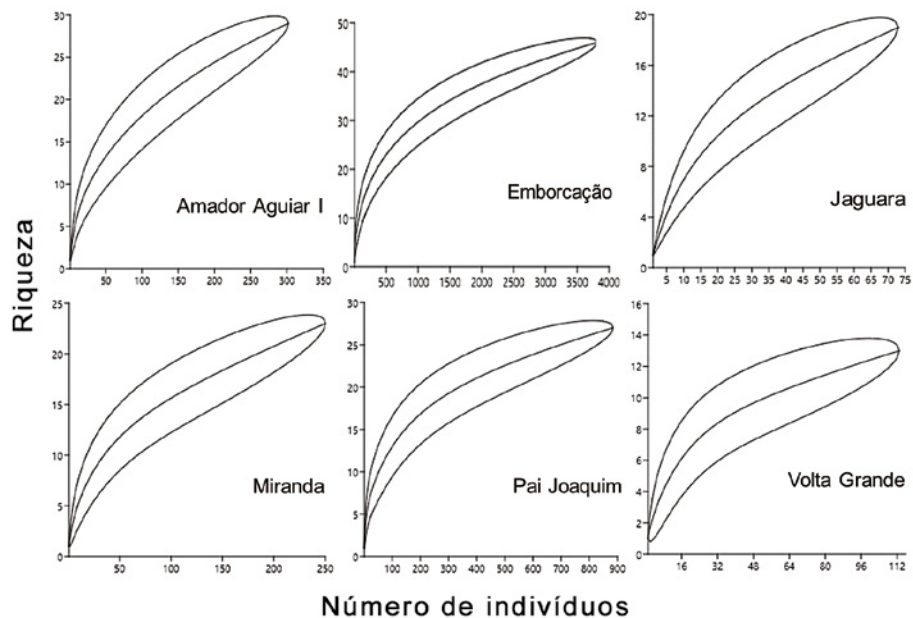 Riqueza
30
25
20
15
10
5
0
50 100 150 200 250 300 350
Amador Aguiar I
50
40
30
20
10
0
500 1000 1500 2000 2500 3000 3500 4000
Emborcação
20
16
12
8
4
0
5 10 15 20 25 30 35 40 45 50 55 60 65 70 75
Jaguara
25
20
15
10
5
0
50 100 150 200 250
Miranda
30
25
20
15
10
5
0
100 200 300 400 500 600 700 800 900
Pai Joaquim
16
14
12
10
8
6
4
2
0
16 32 48 64 80 96 112
Volta Grande
Número de indivíduos